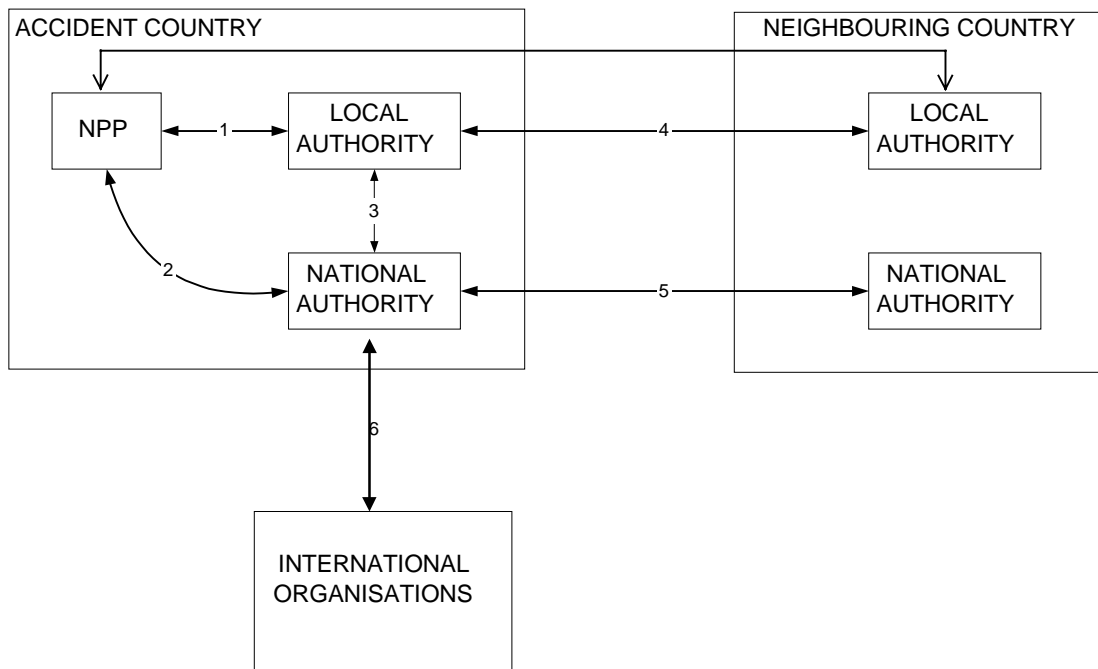 ACCIDENT COUNTRY
NEIGHBOURING COUNTRY
NPP
1
LOCAL
AUTHORITY
4
LOCAL
AUTHORITY
3
2
NATIONAL
AUTHORITY
5
NATIONAL
AUTHORITY
6
INTERNATIONAL
ORGANISATIONS